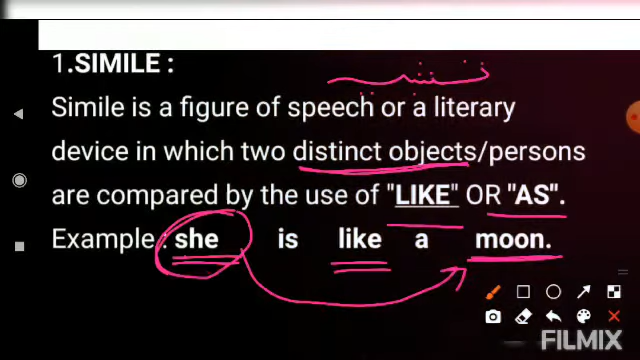 1.SIMILE :
Simile is a figure of speech or a literary
device in which two distinct objects/persons
are compared by the use of "LIKE" OR "AS".
Example : she is like a moon.
FILMIX